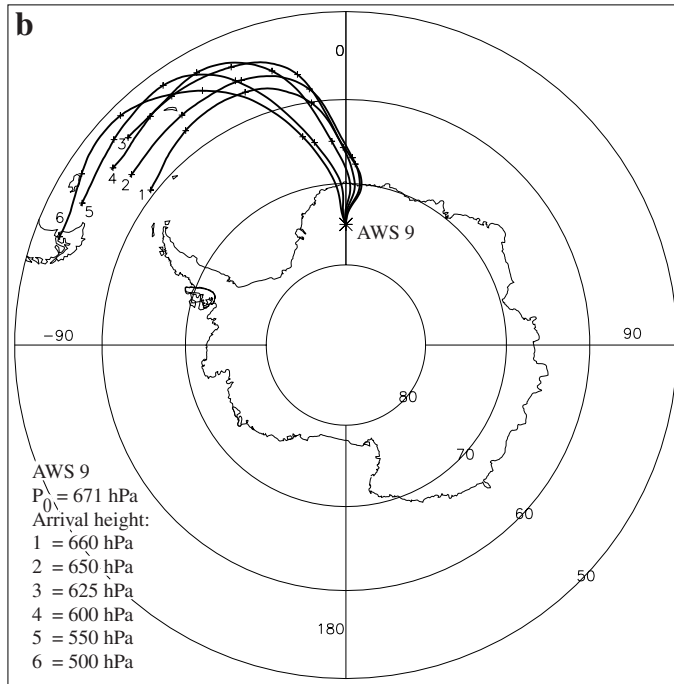 b
0
3
4
2
1
5
6
AWS 9
−90
90
80
70
60
50
180
AWS 9
P0 = 671 hPa
Arrival height:
1 = 660 hPa
2 = 650 hPa
3 = 625 hPa
4 = 600 hPa
5 = 550 hPa
6 = 500 hPa